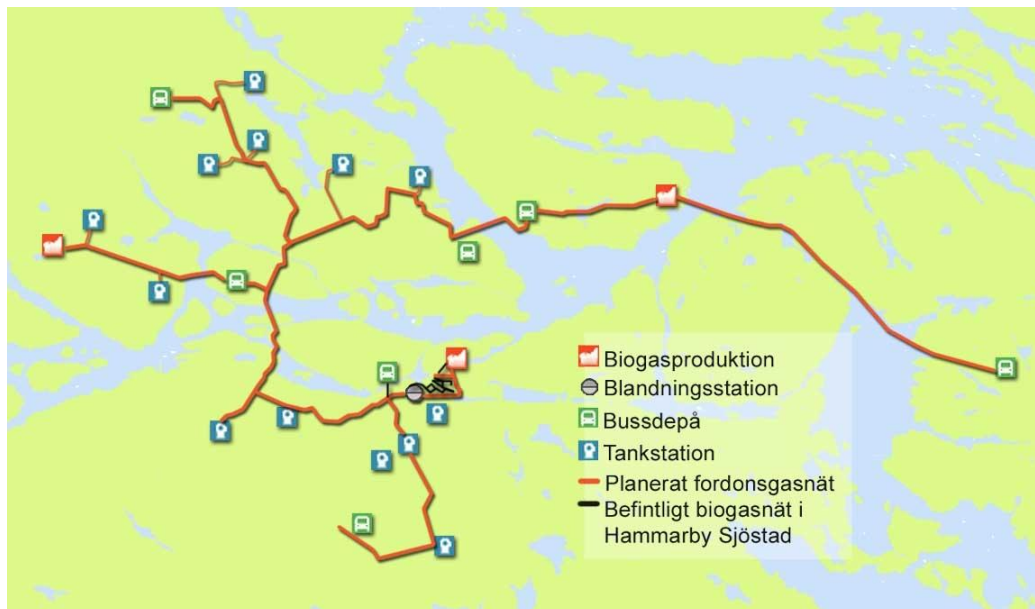 Biogasproduktion
Blandningsstation
Bussdepå
Tankstation
Planerat fordonsgasnät
Befintligt biogasnät i
Hammarby Sjöstad